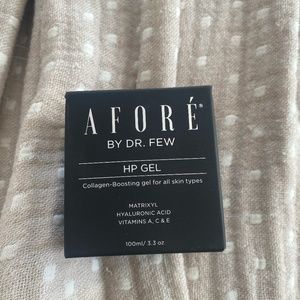 AFORÉ®
BY DR. FEW
HP GEL
Collagen-Boosting gel for all skin types
MATRIXYL
HYALURONIC ACID
VITAMINS A, C & E
100ml/ 3.3 oz